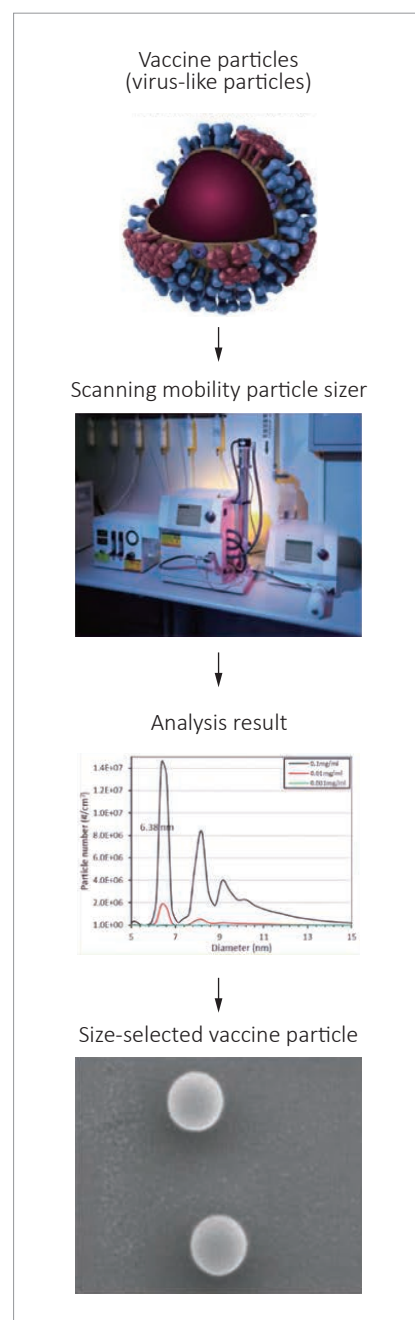 Vaccine particles
(virus-like particles)
Scanning mobility particle sizer
Analysis result
Particle number (#/cm³)
1.4E+07
1.2E+07
1.0E+07
8.0E+06
6.0E+06
4.0E+06
2.0E+06
1.0E+00
6.38nm
0.1mg/ml
0.01mg/ml
0.001mg/ml
5 7 9 11 13 15
Diameter (nm)
Size-selected vaccine particle